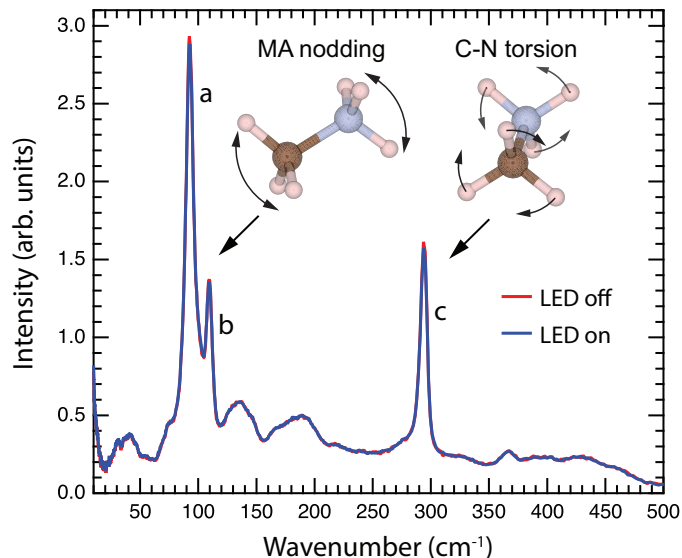 MA nodding
C-N torsion
a
b
c
LED off
LED on
Intensity (arb. units)
3.0
2.5
2.0
1.5
1.0
0.5
0.0
50
100
150
200
250
300
350
400
450
500
Wavenumber (cm⁻¹)